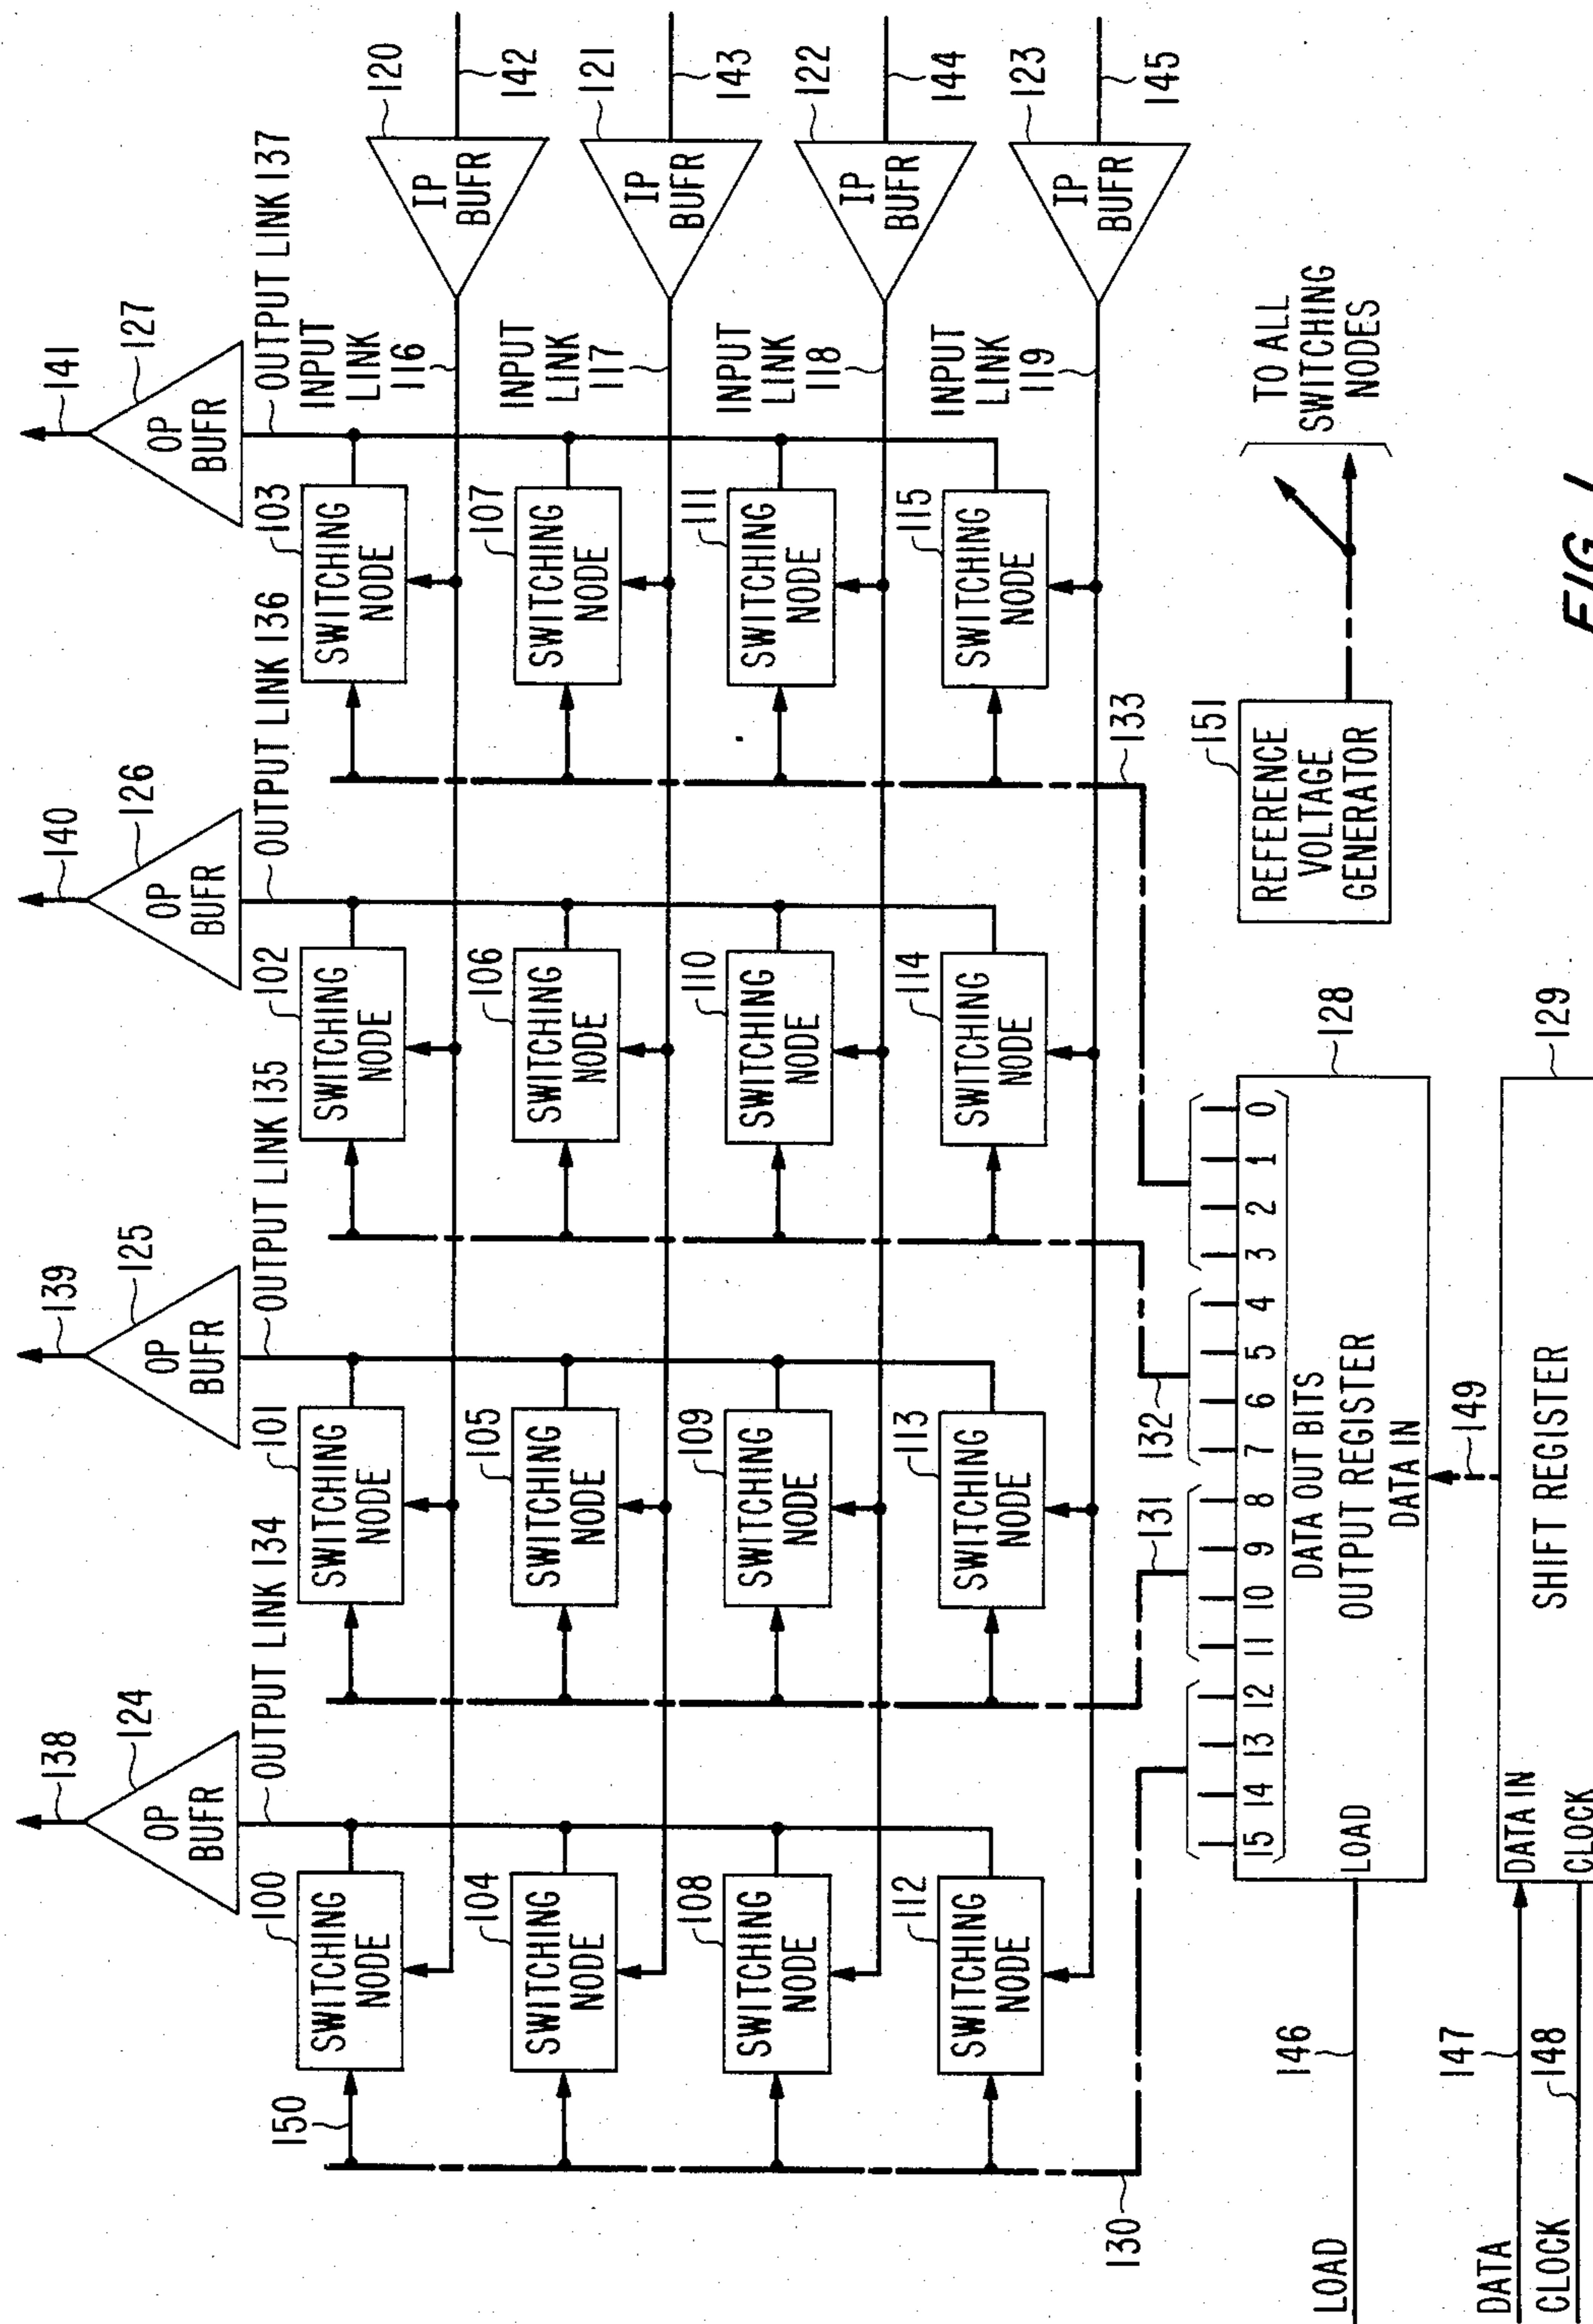 138
139
140
141
124
125
126
127
OP
BUFR
OP
BUFR
OP
BUFR
OP
BUFR
OUTPUT LINK 134
OUTPUT LINK 135
OUTPUT LINK 136
OUTPUT LINK 137
120
121
122
123
IP
BUFR
IP
BUFR
IP
BUFR
IP
BUFR
142
143
144
145
INPUT
LINK
116
INPUT
LINK
117
INPUT
LINK
118
INPUT
LINK
119
150
100
SWITCHING
NODE
101
SWITCHING
NODE
102
SWITCHING
NODE
103
SWITCHING
NODE
104
SWITCHING
NODE
105
SWITCHING
NODE
106
SWITCHING
NODE
107
SWITCHING
NODE
108
SWITCHING
NODE
109
SWITCHING
NODE
110
SWITCHING
NODE
111
SWITCHING
NODE
112
SWITCHING
NODE
113
SWITCHING
NODE
114
SWITCHING
NODE
115
SWITCHING
NODE
130
131
132
133
15 14 13 12 11 10 9 8 7 6 5 4 3 2 1 0
DATA OUT BITS
LOAD
OUTPUT REGISTER
DATA IN
128
LOAD
146
149
DATA
147
CLOCK
148
DATA IN
CLOCK
SHIFT REGISTER
129
151
REFERENCE
VOLTAGE
GENERATOR
TO ALL
SWITCHING
NODES
FIG. 1